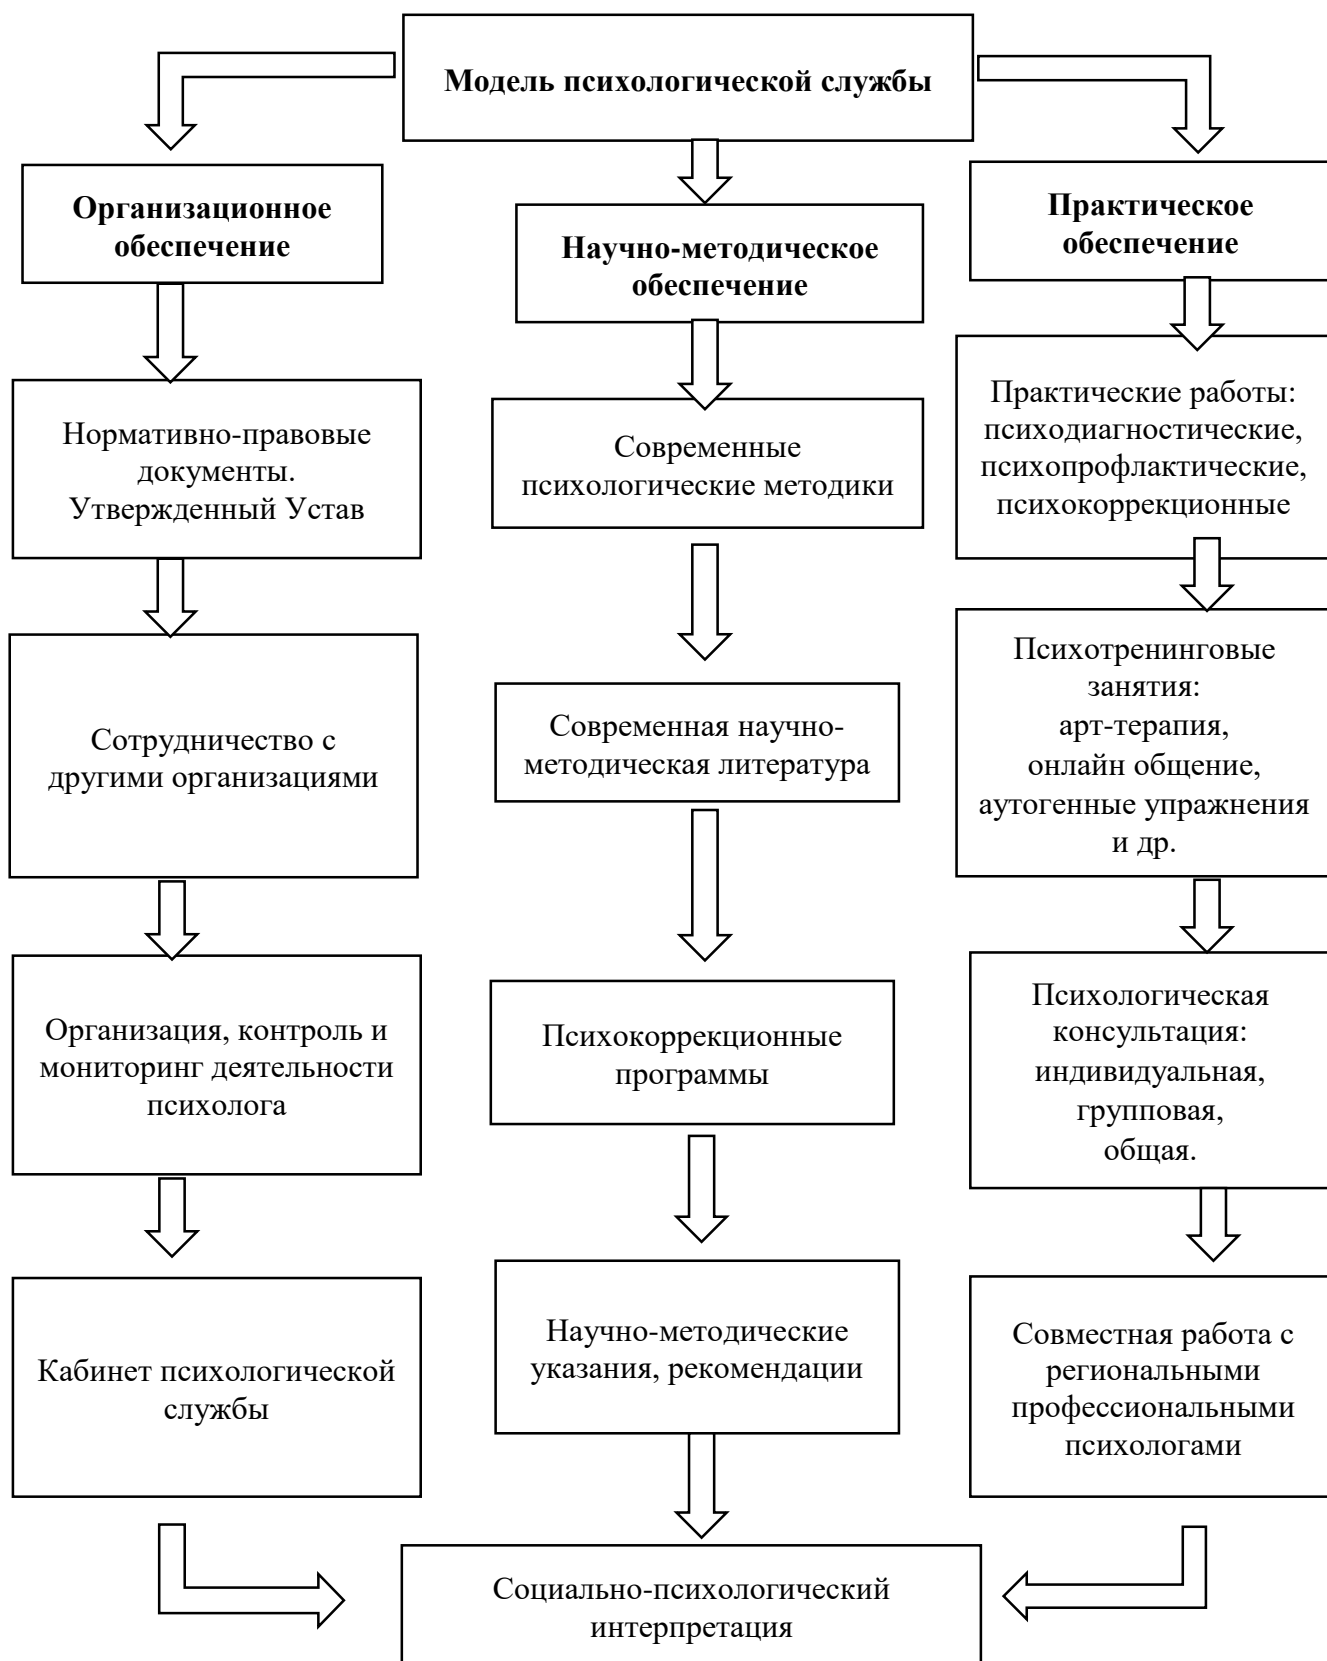 Модель психологической службы
Организационное
обеспечение
Научно-методическое
обеспечение
Практическое
обеспечение
Нормативно-правовые
документы.
Утвержденный Устав
Современные
психологические методики
Практические работы:
психодиагностические,
психопрофлактические,
психокоррекционные
Сотрудничество с
другими организациями
Современная научно-
методическая литература
Психотренинговые
занятия:
арт-терапия,
онлайн общение,
аутогенные упражнения
и др.
Организация, контроль и
мониторинг деятельности
психолога
Психокоррекционные
программы
Психологическая
консультация:
индивидуальная,
групповая,
общая.
Кабинет психологической
службы
Научно-методические
указания, рекомендации
Совместная работа с
региональными
профессиональными
психологами
Социально-психологический
интерпретация